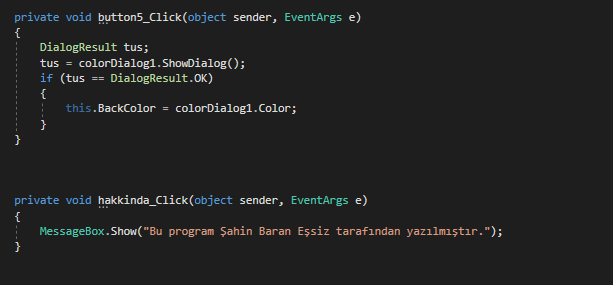 private void button5_Click(object sender, EventArgs e)
{
DialogResult tus;
tus = colorDialog1.ShowDialog();
if (tus == DialogResult.OK)
{
this.BackColor = colorDialog1.Color;
}
}
private void hakkinda_Click(object sender, EventArgs e)
{
MessageBox.Show("Bu program Şahin Baran Eşsiz tarafından yazılmıştır.");
}